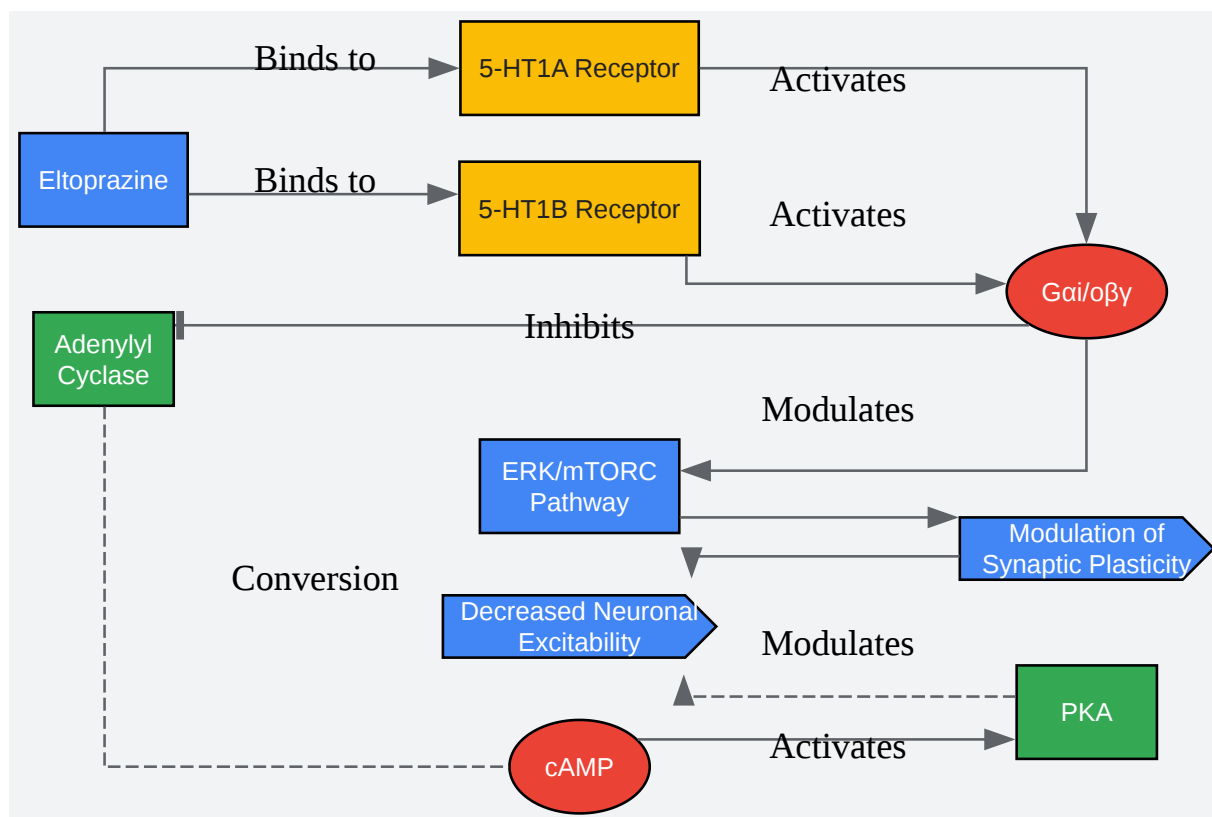 Binds to
5-HT1A Receptor
Activates
Eltoprazine
Binds to
5-HT1B Receptor
Activates
Gαi/oβγ
Adenylyl
Cyclase
Inhibits
Modulates
ERK/mTORC
Pathway
Modulation of
Synaptic Plasticity
Conversion
Decreased Neuronal
Excitability
Modulates
PKA
cAMP
Activates